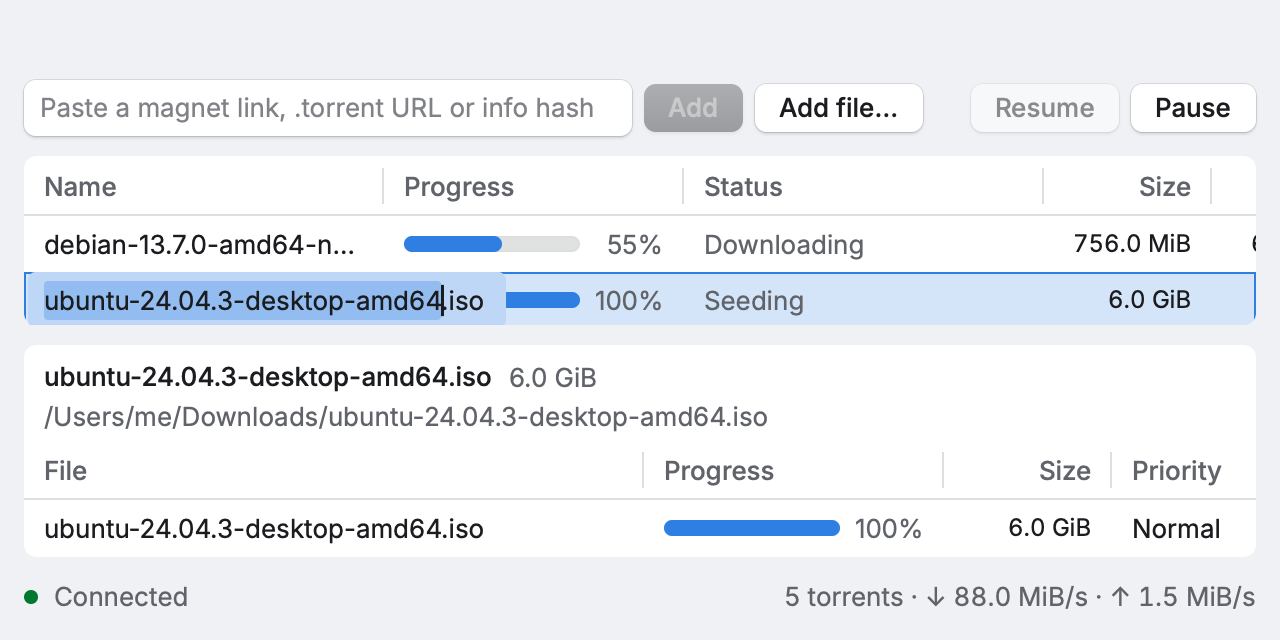 Paste a magnet link, .torrent URL or info hash Add Add file... Resume Pause
Name Progress Status Size
debian-13.7.0-amd64-n... 55% Downloading 756.0 MiB
ubuntu-24.04.3-desktop-amd64.iso 100% Seeding 6.0 GiB
ubuntu-24.04.3-desktop-amd64.iso 6.0 GiB
/Users/me/Downloads/ubuntu-24.04.3-desktop-amd64.iso
File Progress Size Priority
ubuntu-24.04.3-desktop-amd64.iso 100% 6.0 GiB Normal
Connected 5 torrents · ↓ 88.0 MiB/s · ↑ 1.5 MiB/s